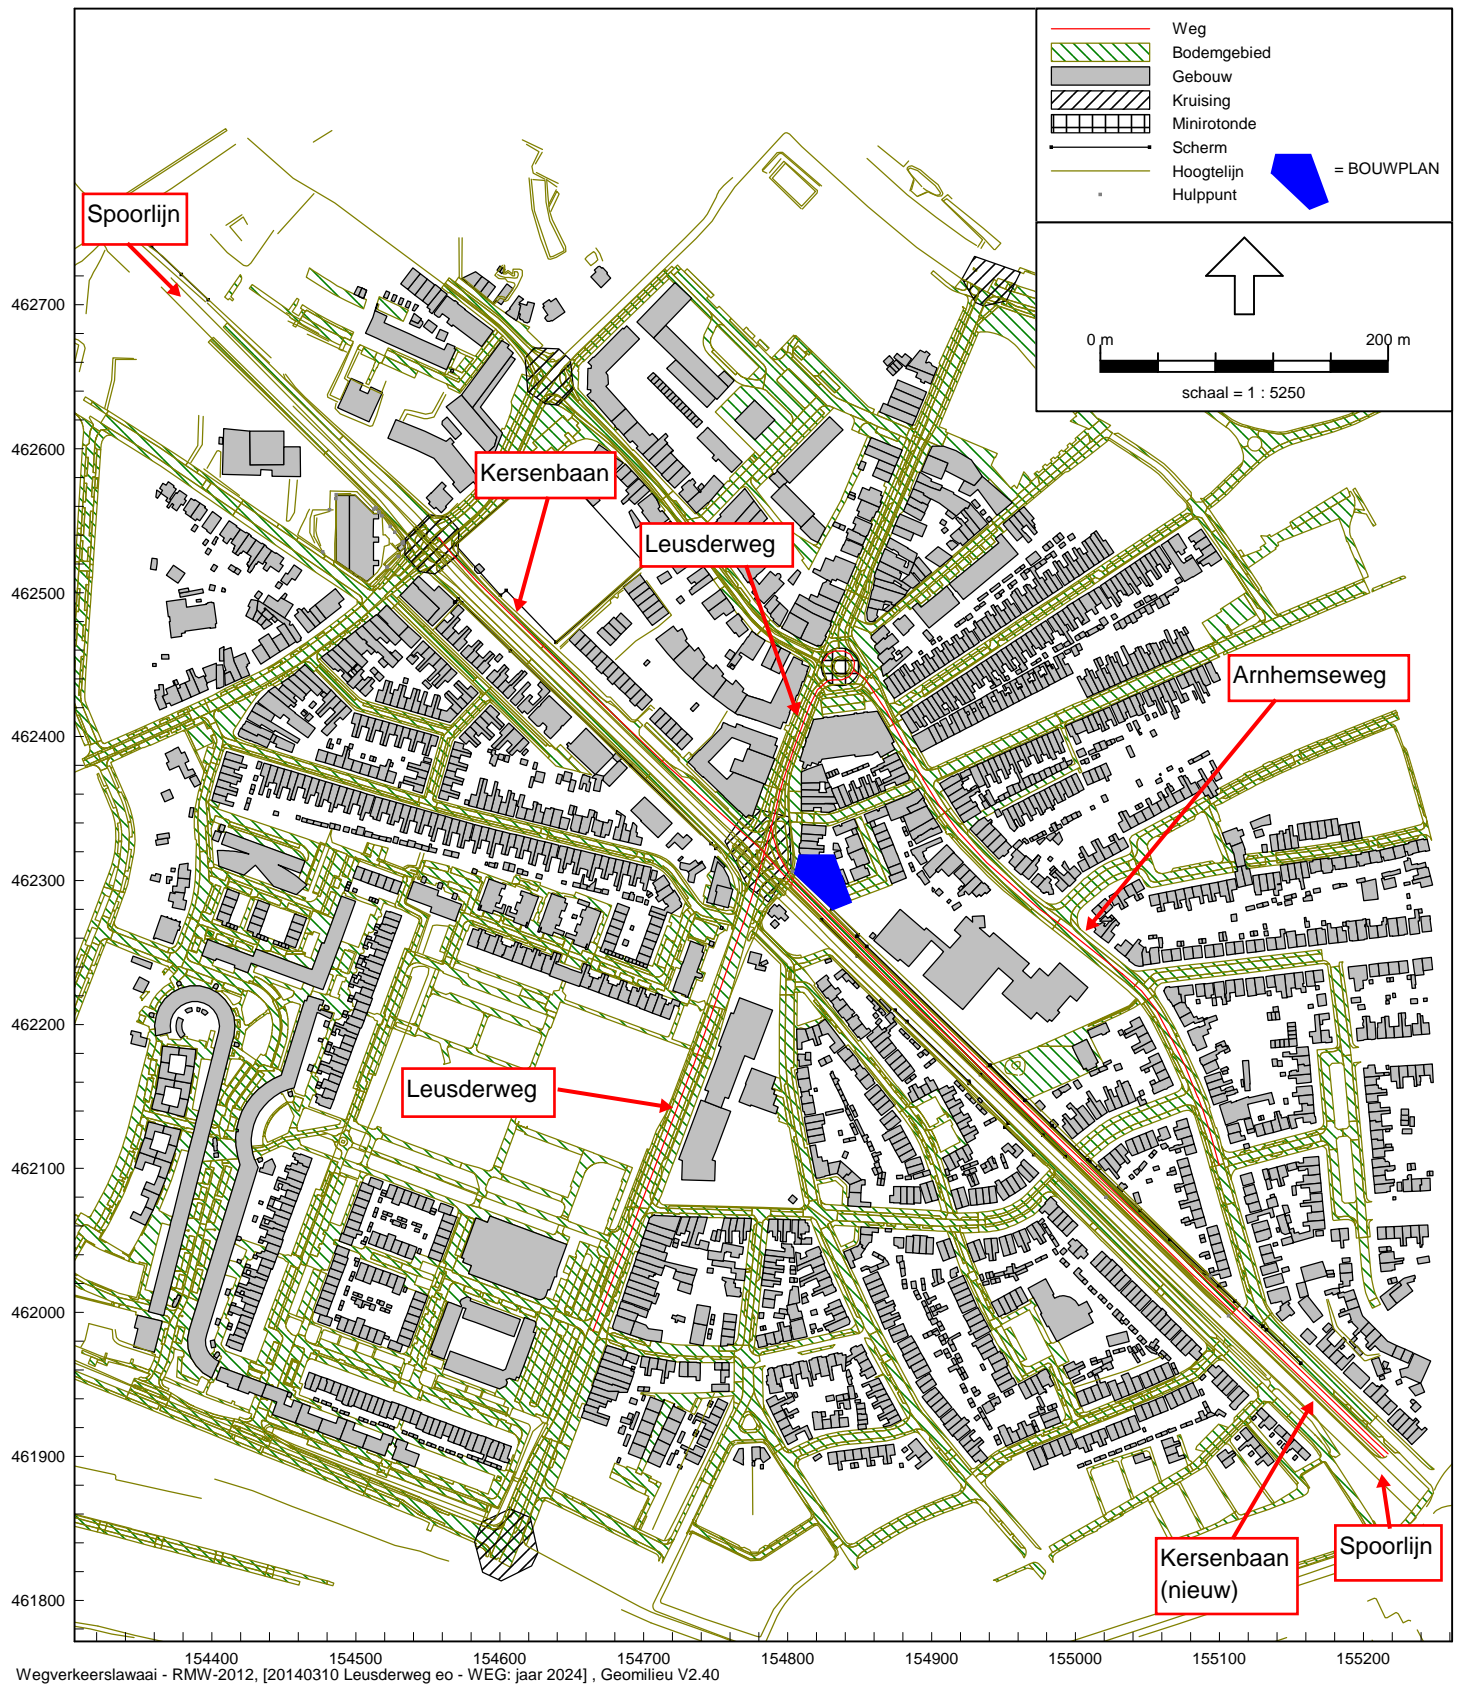 Weg
Bodemgebied
Gebouw
Kruising
Minirotonde
Scherm
Hoogtelijn
Hulppunt
= BOUWPLAN
0 m
200 m
schaal = 1 : 5250
Spoorlijn
Kersenbaan
Leusderweg
Arnhemseweg
Leusderweg
Kersenbaan
(nieuw)
Spoorlijn
462700
462600
462500
462400
462300
462200
462100
462000
461900
461800
154400
154500
154600
154700
154800
154900
155000
155100
155200
Wegverkeerslawaai - RMW-2012, [20140310 Leusderweg eo - WEG: jaar 2024] , Geomilieu V2.40